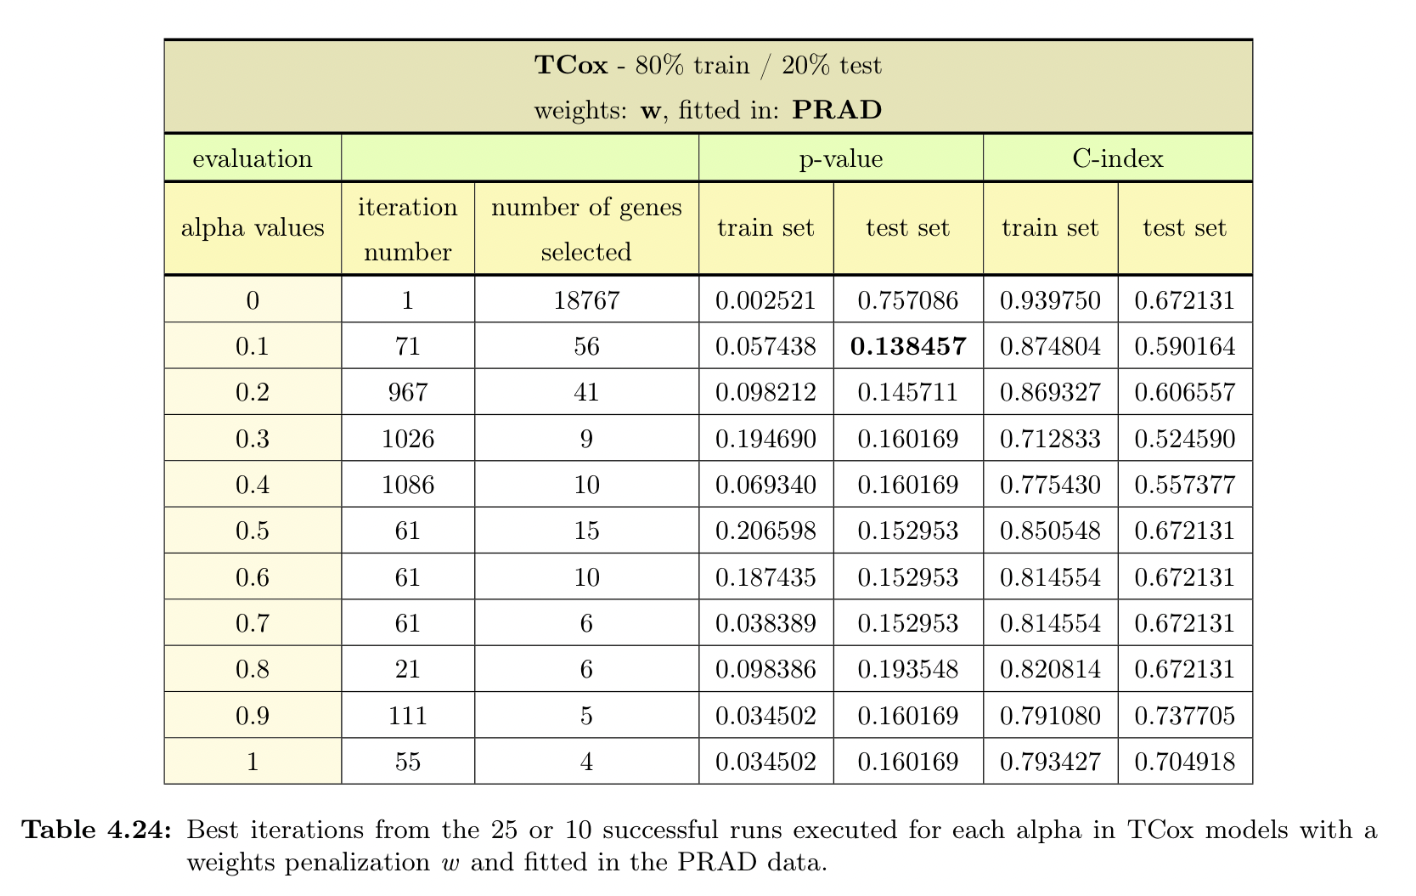 TCox - 80% train / 20% test
weights: w, fitted in: PRAD
evaluation p-value C-index
alpha values iteration number number of genes selected train set test set train set test set
0 1 18767 0.002521 0.757086 0.939750 0.672131
0.1 71 56 0.057438 0.138457 0.874804 0.590164
0.2 967 41 0.098212 0.145711 0.869327 0.606557
0.3 1026 9 0.194690 0.160169 0.712833 0.524590
0.4 1086 10 0.069340 0.160169 0.775430 0.557377
0.5 61 15 0.206598 0.152953 0.850548 0.672131
0.6 61 10 0.187435 0.152953 0.814554 0.672131
0.7 61 6 0.038389 0.152953 0.814554 0.672131
0.8 21 6 0.098386 0.193548 0.820814 0.672131
0.9 111 5 0.034502 0.160169 0.791080 0.737705
1 55 4 0.034502 0.160169 0.793427 0.704918
Table 4.24: Best iterations from the 25 or 10 successful runs executed for each alpha in TCox models with a
weights penalization w and fitted in the PRAD data.